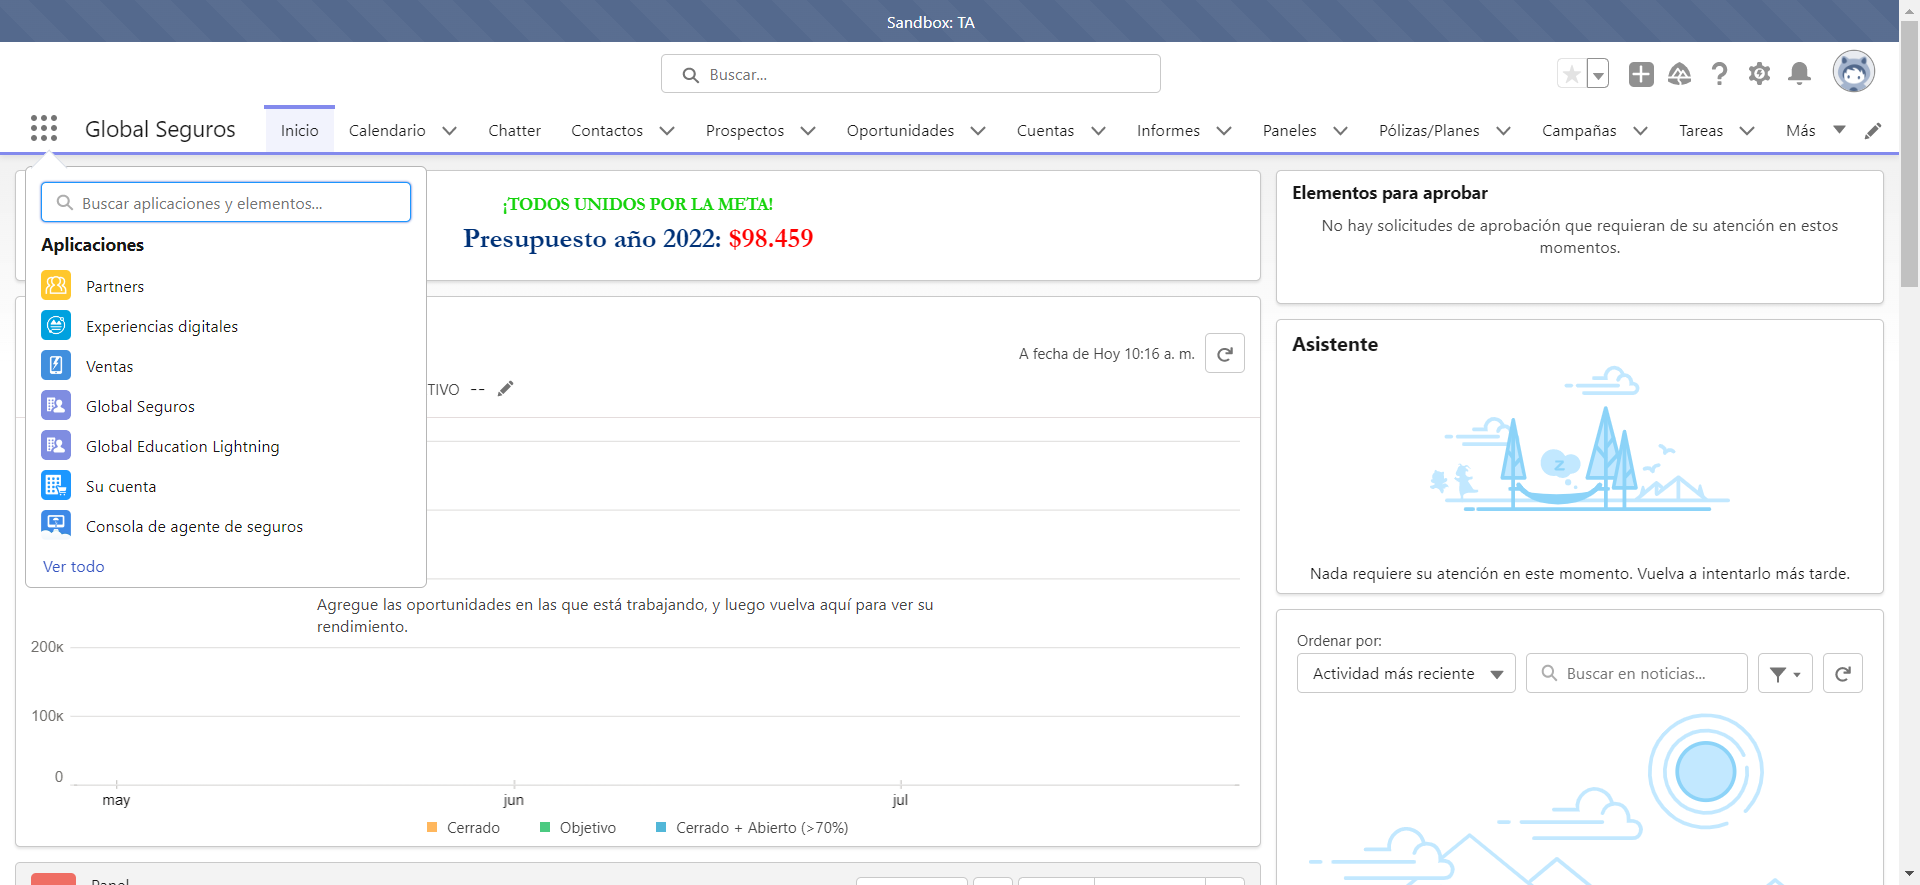 Sandbox: TA
Buscar...
Global Seguros
Inicio
Calendario
Chatter
Contactos
Prospectos
Oportunidades
Cuentas
Informes
Paneles
Pólizas/Planes
Campañas
Tareas
Más
Buscar aplicaciones y elementos...
Aplicaciones
Partners
Experiencias digitales
Ventas
Global Seguros
Global Education Lightning
Su cuenta
Consola de agente de seguros
Ver todo
¡TODOS UNIDOS POR LA META!
Presupuesto año 2022: $98.459
A fecha de Hoy 10:16 a. m.
TIVO --
Agregue las oportunidades en las que está trabajando, y luego vuelva aquí para ver su
rendimiento.
200K
100K
0
may
jun
jul
Cerrado
Objetivo
Cerrado + Abierto (>70%)
Panel
Elementos para aprobar
No hay solicitudes de aprobación que requieran de su atención en estos
momentos.
Asistente
z
Nada requiere su atención en este momento. Vuelva a intentarlo más tarde.
Ordenar por:
Actividad más reciente
Buscar en noticias...